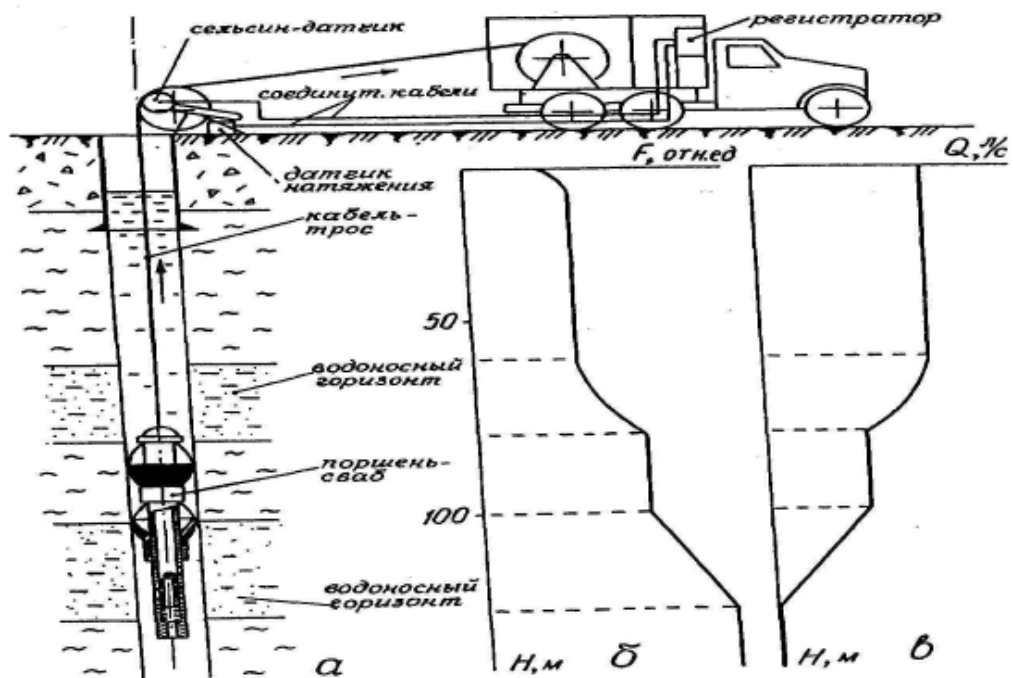 сельсин-датчик
регистратор
соединит. кабели
датчик
натяжения
F, отн.ед
Q, л/с
кабель-
трос
50
водоносный
горизонт
поршень-
сваб
100
водоносный
горизонт
а
Н, м
б
Н, м
в